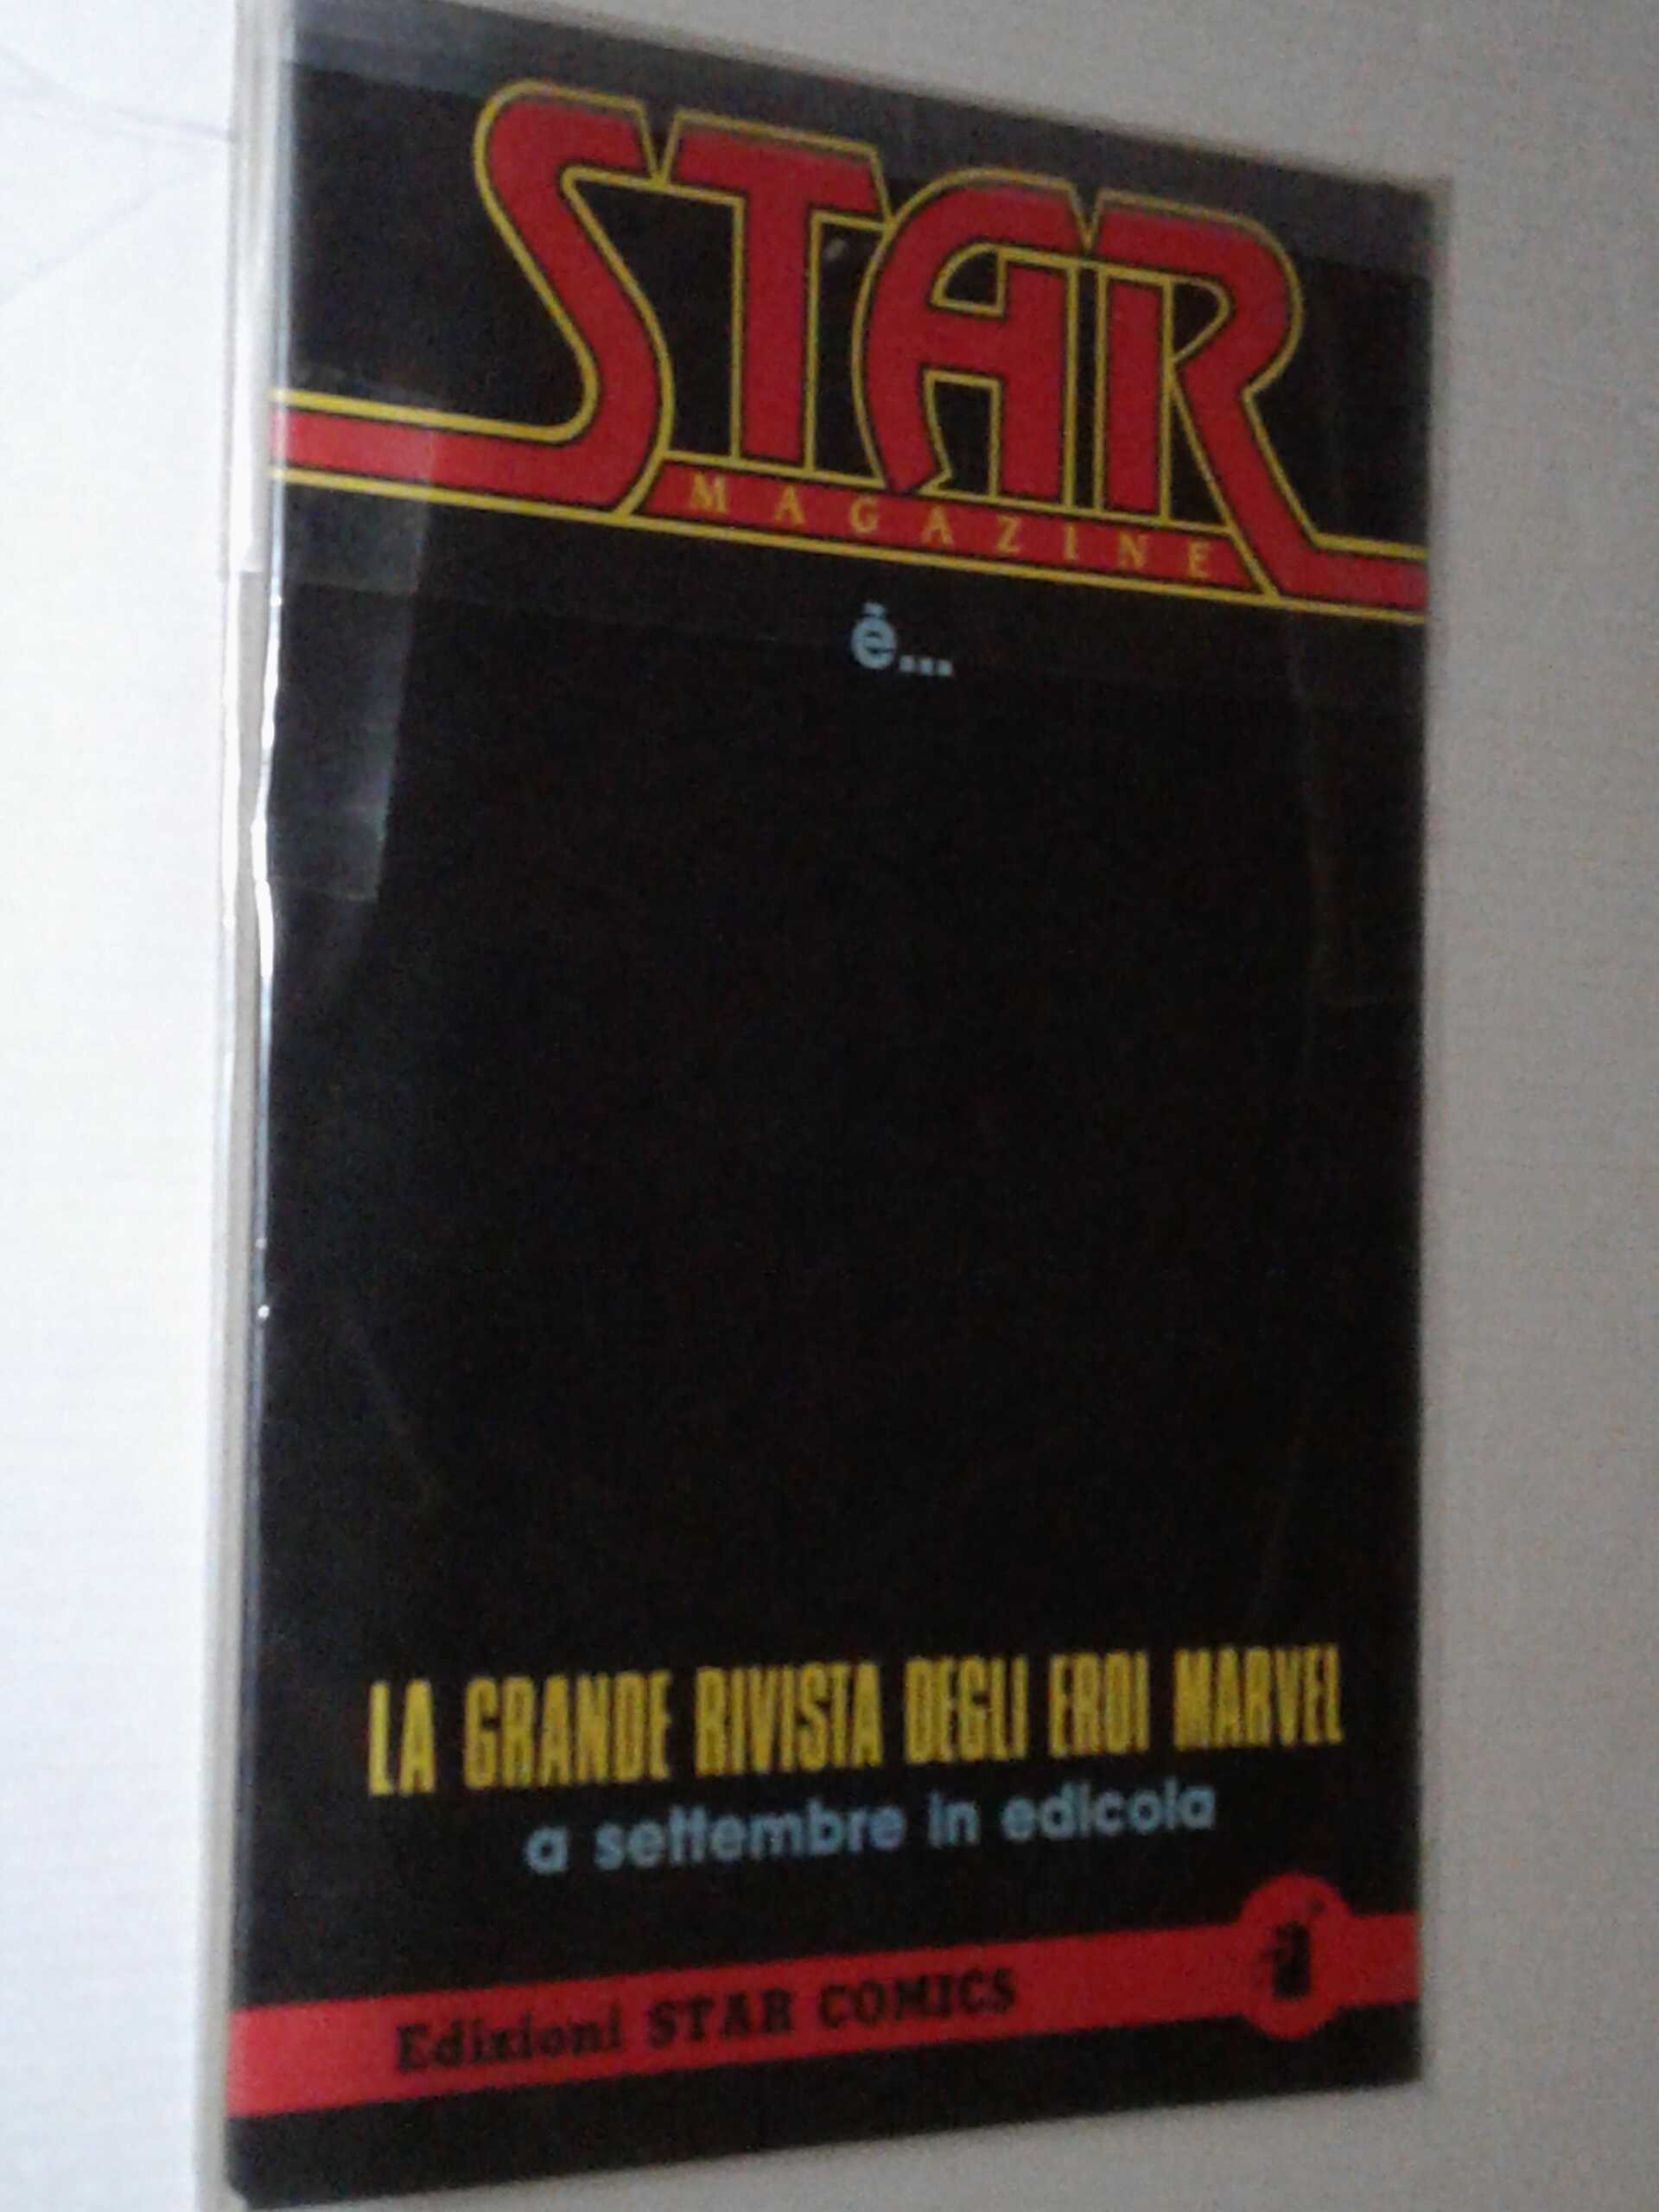 STAR
MAGAZINE
è...
LA GRANDE RIVISTA DEGLI EROI MARVEL
a settembre in edicola
Edizioni STAR COMICS